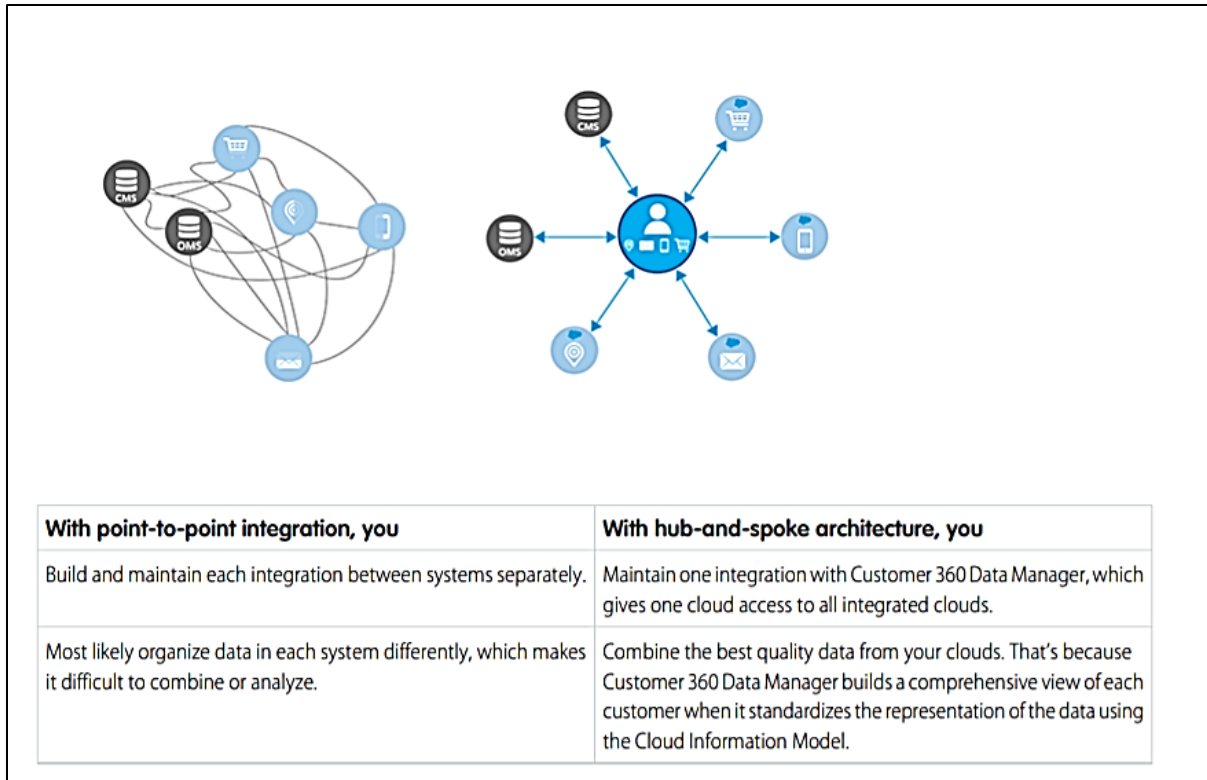 CMS
CMS
OMS
OMS
With point-to-point integration, you
With hub-and-spoke architecture, you
Build and maintain each integration between systems separately.
Maintain one integration with Customer 360 Data Manager, which
gives one cloud access to all integrated clouds.
Most likely organize data in each system differently, which makes
it difficult to combine or analyze.
Combine the best quality data from your clouds. That's because
Customer 360 Data Manager builds a comprehensive view of each
customer when it standardizes the representation of the data using
the Cloud Information Model.